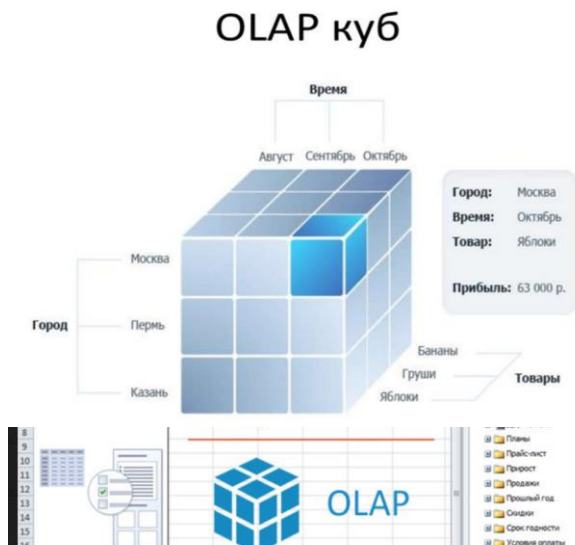 OLAP куб
Время
Август Сентябрь Октябрь
Город: Москва
Время: Октябрь
Товар: Яблоки
Прибыль: 63 000 р.
Москва
Город
Пермь
Казань
Бананы
Груши
Яблоки
Товары
8
9
10
11
12
13
14
15
16
OLAP
Планы
Прайс-лист
Прирост
Продажи
Прошлый год
Скидки
Срок годности
Условия оплаты